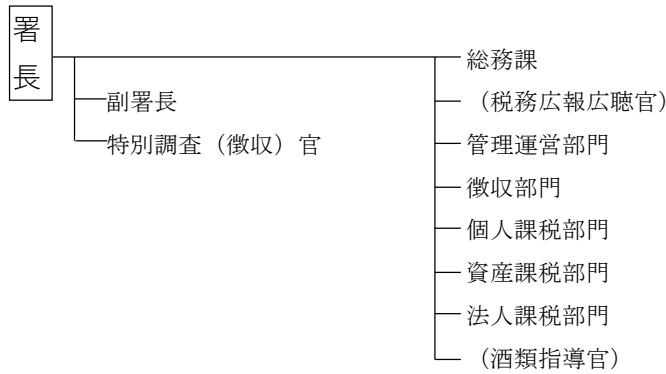 署長
副署長
特別調査（徴収）官
総務課
（税務広報広聴官）
管理運営部門
徴収部門
個人課税部門
資産課税部門
法人課税部門
（酒類指導官）